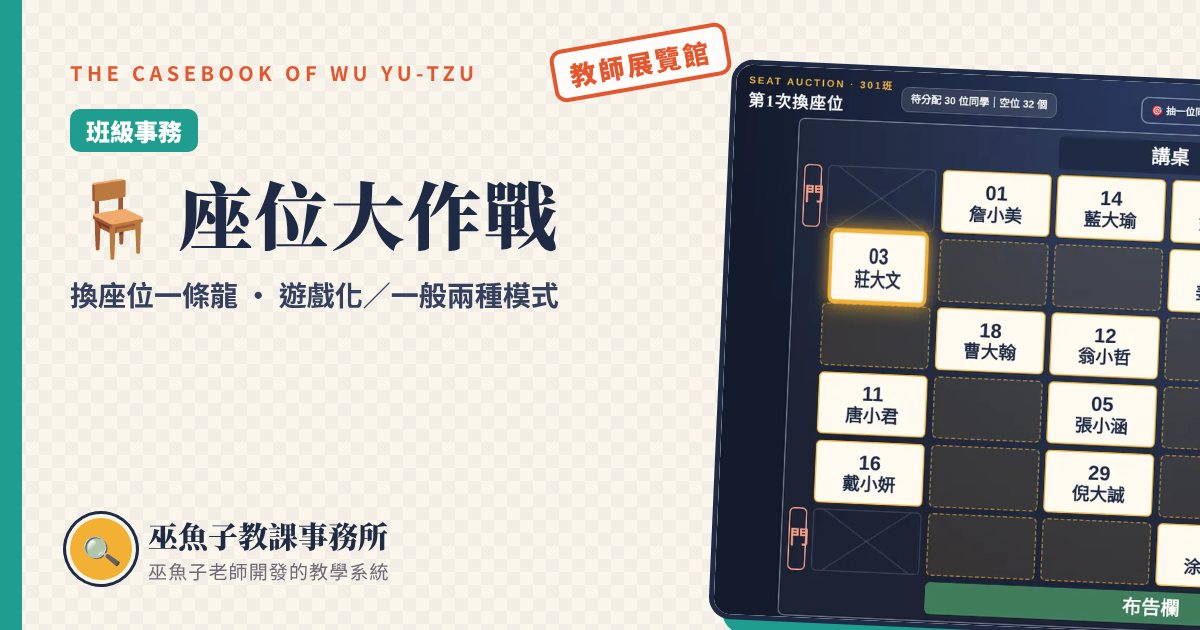 THE CASEBOOK OF WU YU-TZU
教師展覽館
班級事務
座位大作戰
換座位一條龍 · 遊戲化／一般兩種模式
巫魚子教課事務所
巫魚子老師開發的教學系統
SEAT AUCTION · 301班
第1次換座位
待分配 30 位同學｜空位 32 個
抽一位
講桌
門
01
詹小美
14
藍大瑜
03
莊大文
18
曹大翰
12
翁小哲
11
唐小君
05
張小涵
16
戴小妍
29
倪大誠
門
涂
布告欄